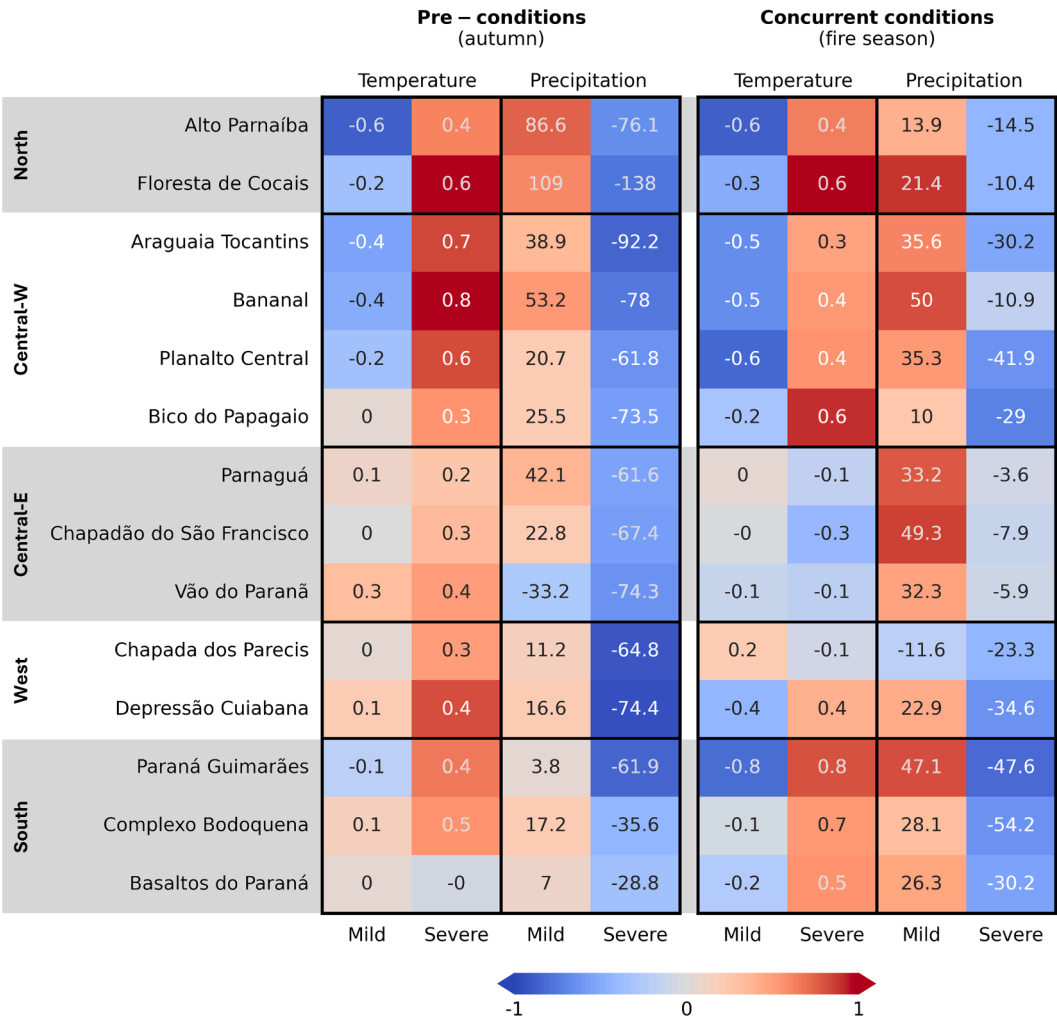 Pre – conditions
(autumn)
Concurrent conditions
(fire season)
Temperature Precipitation Temperature Precipitation
North
Alto Parnaíba -0.6 0.4 86.6 -76.1 -0.6 0.4 13.9 -14.5
Floresta de Cocais -0.2 0.6 109 -138 -0.3 0.6 21.4 -10.4
Central-W
Araguaia Tocantins -0.4 0.7 38.9 -92.2 -0.5 0.3 35.6 -30.2
Bananal -0.4 0.8 53.2 -78 -0.5 0.4 50 -10.9
Planalto Central -0.2 0.6 20.7 -61.8 -0.6 0.4 35.3 -41.9
Bico do Papagaio 0 0.3 25.5 -73.5 -0.2 0.6 10 -29
Central-E
Parnaguá 0.1 0.2 42.1 -61.6 0 -0.1 33.2 -3.6
Chapadão do São Francisco 0 0.3 22.8 -67.4 -0 -0.3 49.3 -7.9
Vão do Paranã 0.3 0.4 -33.2 -74.3 -0.1 -0.1 32.3 -5.9
West
Chapada dos Parecis 0 0.3 11.2 -64.8 0.2 -0.1 -11.6 -23.3
Depressão Cuiabana 0.1 0.4 16.6 -74.4 -0.4 0.4 22.9 -34.6
South
Paraná Guimarães -0.1 0.4 3.8 -61.9 -0.8 0.8 47.1 -47.6
Complexo Bodoquena 0.1 0.5 17.2 -35.6 -0.1 0.7 28.1 -54.2
Basaltos do Paraná 0 -0 7 -28.8 -0.2 0.5 26.3 -30.2
Mild Severe Mild Severe Mild Severe Mild Severe
-1 0 1